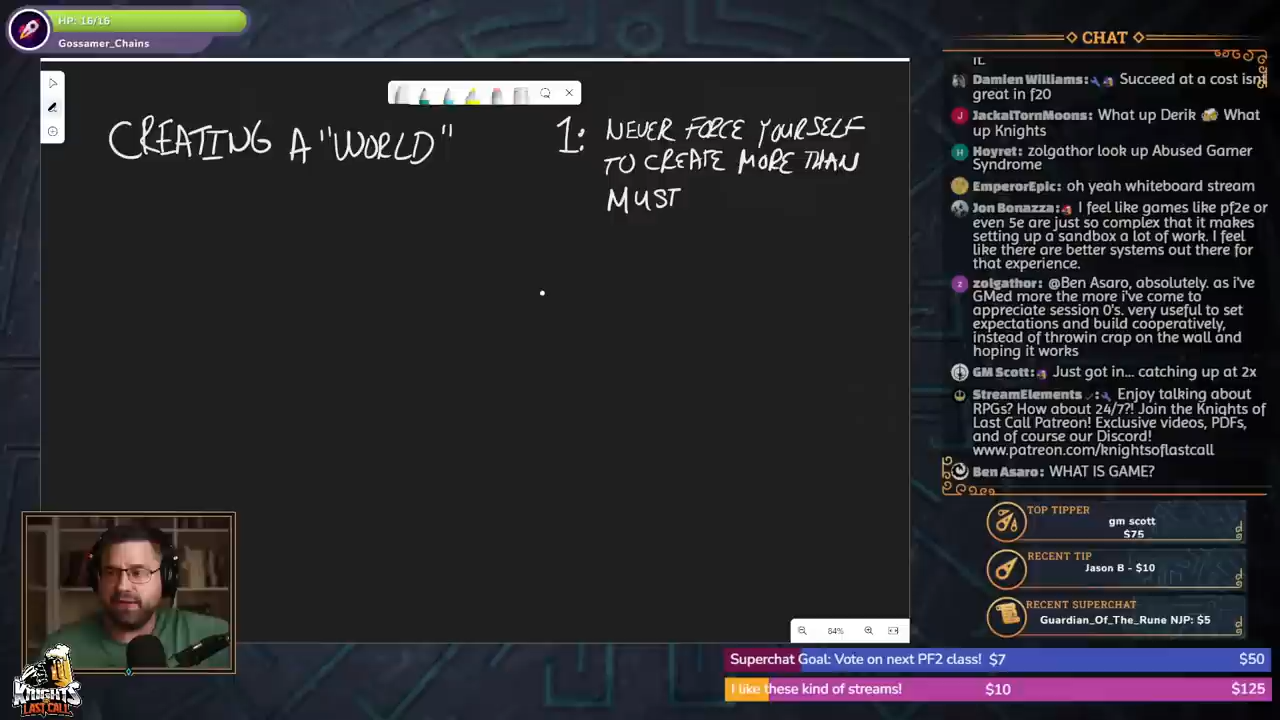 HP: 16/16
Gossamer_Chains
CREATING A "WORLD"
1: NEVER FORCE YOURSELF
TO CREATE MORE THAN
MUST
84%
CHAT
Damien Williams: Succeed at a cost isnt
great in f20
JackalTornMoons: What up Derik 🍻 What
up Knights
Hoyret: zolgathor look up Abused Gamer
Syndrome
EmperorEpic: oh yeah whiteboard stream
Jon Bonazza: I feel like games like pf2e or
even 5e are just so complex that it makes
setting up a sandbox a lot of work. I feel
like there are better systems out there for
that experience.
zolgathor: @Ben Asaro, absolutely. as i've
GMed more the more i've come to
appreciate session 0's. very useful to set
expectations and build cooperatively,
instead of throwin crap on the wall and
hoping it works
GM Scott: Just got in... catching up at 2x
StreamElements: Enjoy talking about
RPGs? How about 24/7?! Join the Knights of
Last Call Patreon! Exclusive videos, PDFs,
and of course our Discord!
www.patreon.com/knightsoflastcall
Ben Asaro: WHAT IS GAME?
TOP TIPPER
gm scott
$75
RECENT TIP
Jason B - $10
RECENT SUPERCHAT
Guardian_Of_The_Rune NJP: $5
Superchat Goal: Vote on next PF2 class! $7 $50
I like these kind of streams! $10 $125
KNIGHTS
LAST CALL